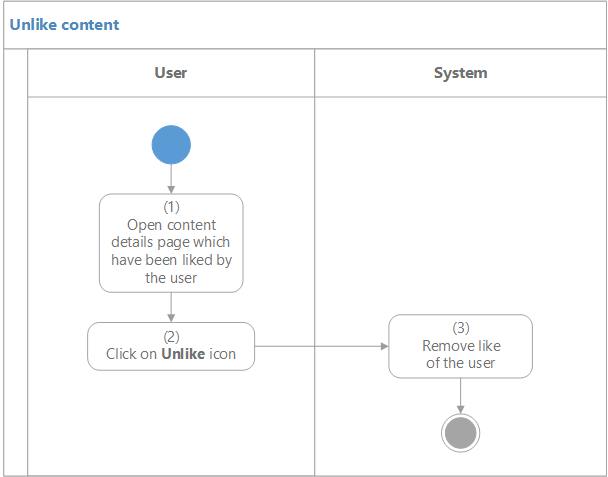 Unlike content
User
System
(1)
Open content
details page which
have been liked by
the user
(2)
Click on Unlike icon
(3)
Remove like
of the user